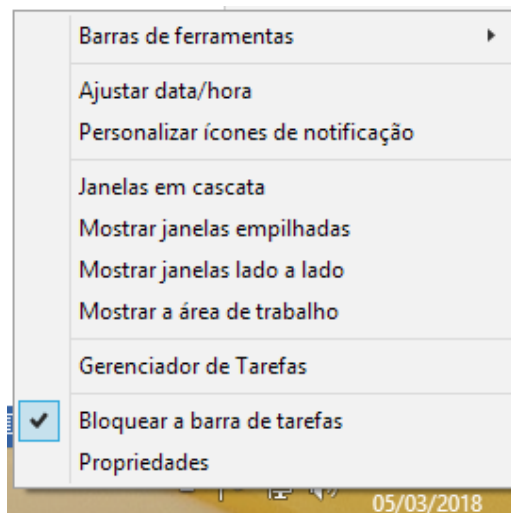 Barras de ferramentas
Ajustar data/hora
Personalizar ícones de notificação
Janelas em cascata
Mostrar janelas empilhadas
Mostrar janelas lado a lado
Mostrar a área de trabalho
Gerenciador de Tarefas
Bloquear a barra de tarefas
Propriedades
05/03/2018